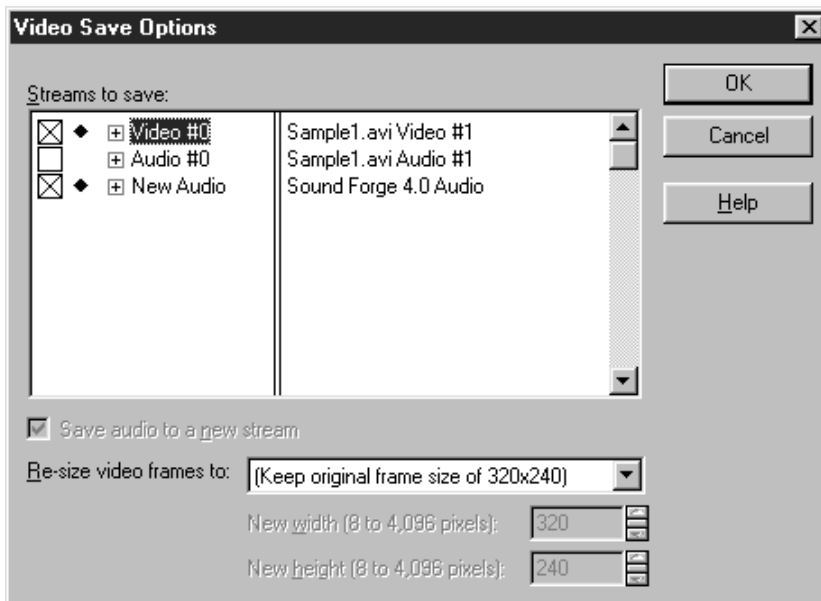 Video Save Options
Streams to save:
OK
Cancel
Help
Video #0 Sample1.avi Video #1
Audio #0 Sample1.avi Audio #1
New Audio Sound Forge 4.0 Audio
Save audio to a new stream
Re-size video frames to: (Keep original frame size of 320x240)
New width (8 to 4,096 pixels): 320
New height (8 to 4,096 pixels): 240